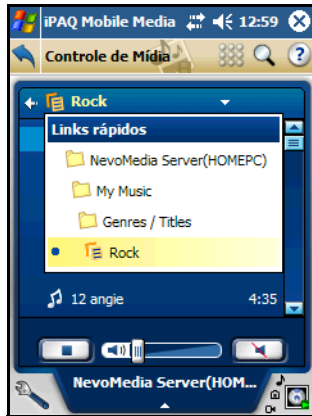 iPAQ Mobile Media 12:59
Controle de Mídia
Rock
Links rápidos
NevoMedia Server(HOMEPC)
My Music
Genres / Titles
Rock
12 angie 4:35
NevoMedia Server(HOM...